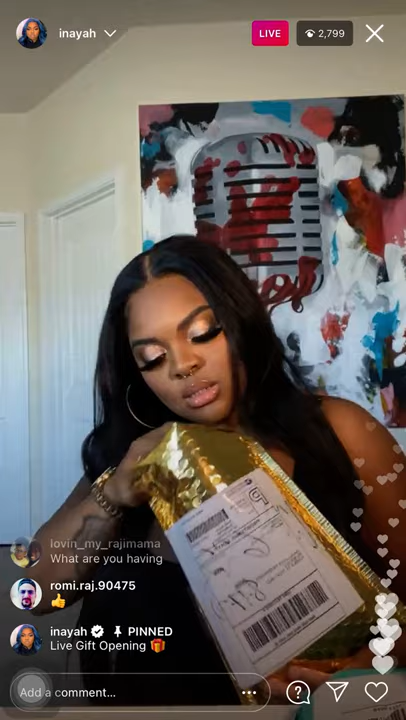 inayah
LIVE
2,799
lovin_my_rajimama
What are you having
romi.raj.90475
👍
inayah PINNED
Live Gift Opening 🎁
Add a comment...